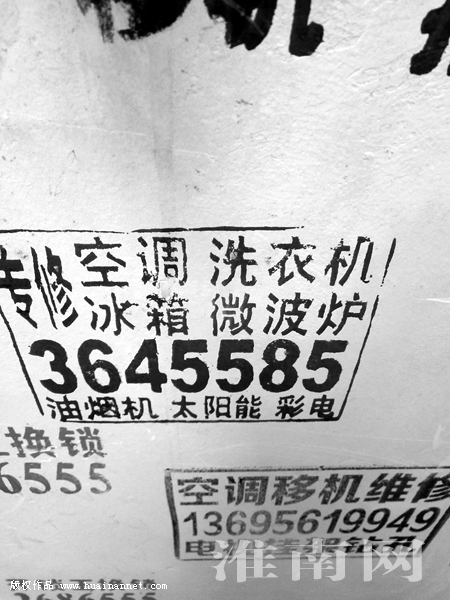 专修 空调 洗衣机
冰箱 微波炉
3645585
油烟机 太阳能 彩电
换锁
6555
空调移机维修
13695619949
淮南网
版权作品 www.huainannet.com